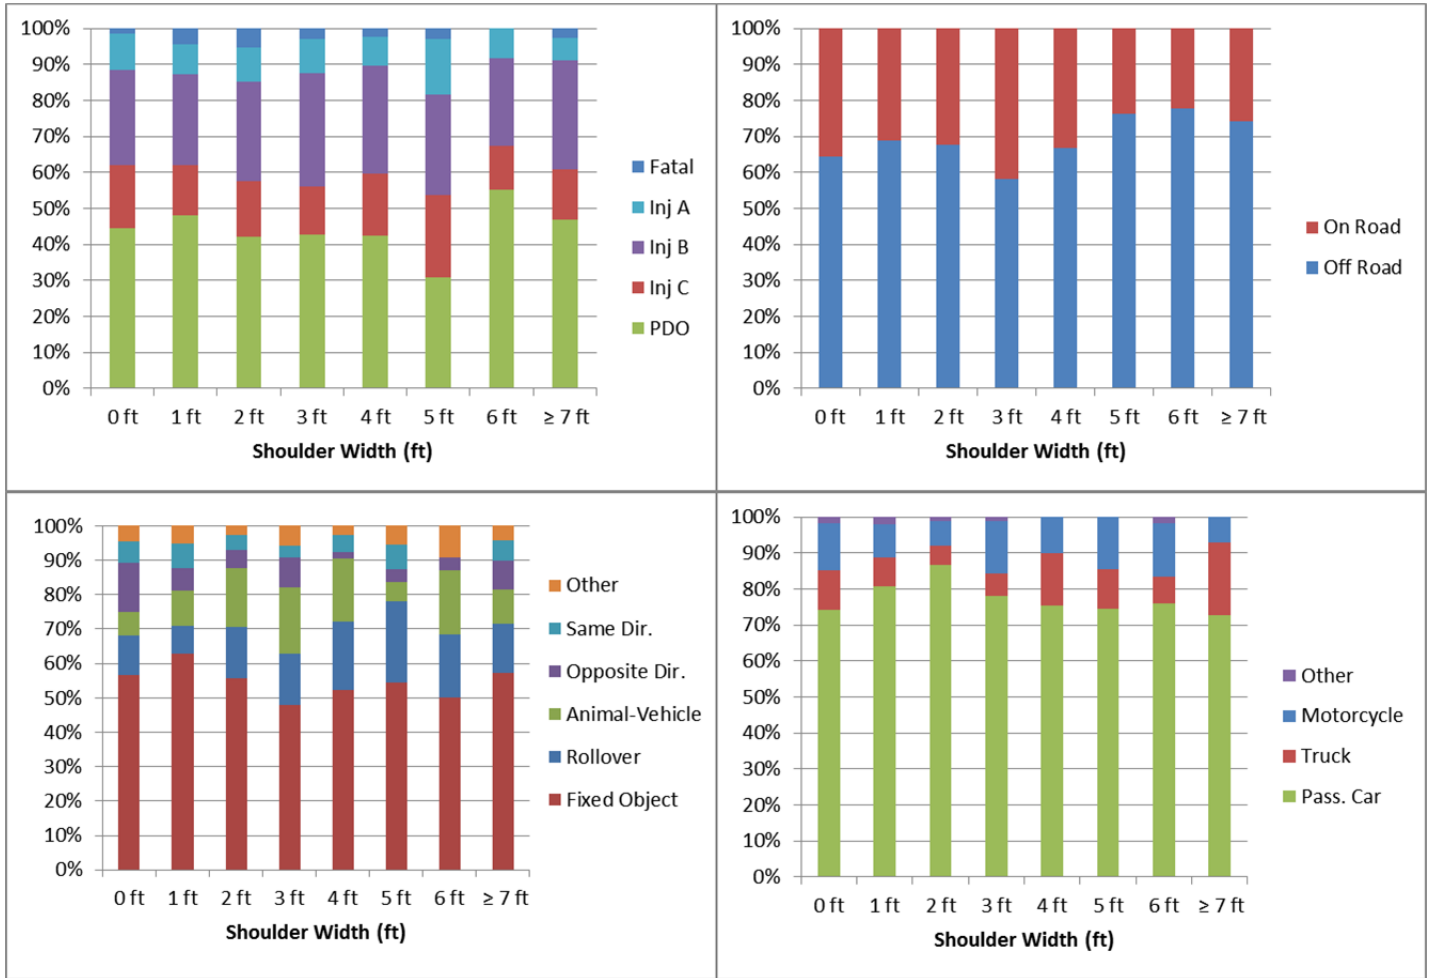 100%
90%
80%
70%
60%
50%
40%
30%
20%
10%
0%
0 ft 1 ft 2 ft 3 ft 4 ft 5 ft 6 ft ≥ 7 ft
Shoulder Width (ft)
Fatal
Inj A
Inj B
Inj C
PDO
100%
90%
80%
70%
60%
50%
40%
30%
20%
10%
0%
0 ft 1 ft 2 ft 3 ft 4 ft 5 ft 6 ft ≥ 7 ft
Shoulder Width (ft)
On Road
Off Road
100%
90%
80%
70%
60%
50%
40%
30%
20%
10%
0%
0 ft 1 ft 2 ft 3 ft 4 ft 5 ft 6 ft ≥ 7 ft
Shoulder Width (ft)
Other
Same Dir.
Opposite Dir.
Animal-Vehicle
Rollover
Fixed Object
100%
90%
80%
70%
60%
50%
40%
30%
20%
10%
0%
0 ft 1 ft 2 ft 3 ft 4 ft 5 ft 6 ft ≥ 7 ft
Shoulder Width (ft)
Other
Motorcycle
Truck
Pass. Car